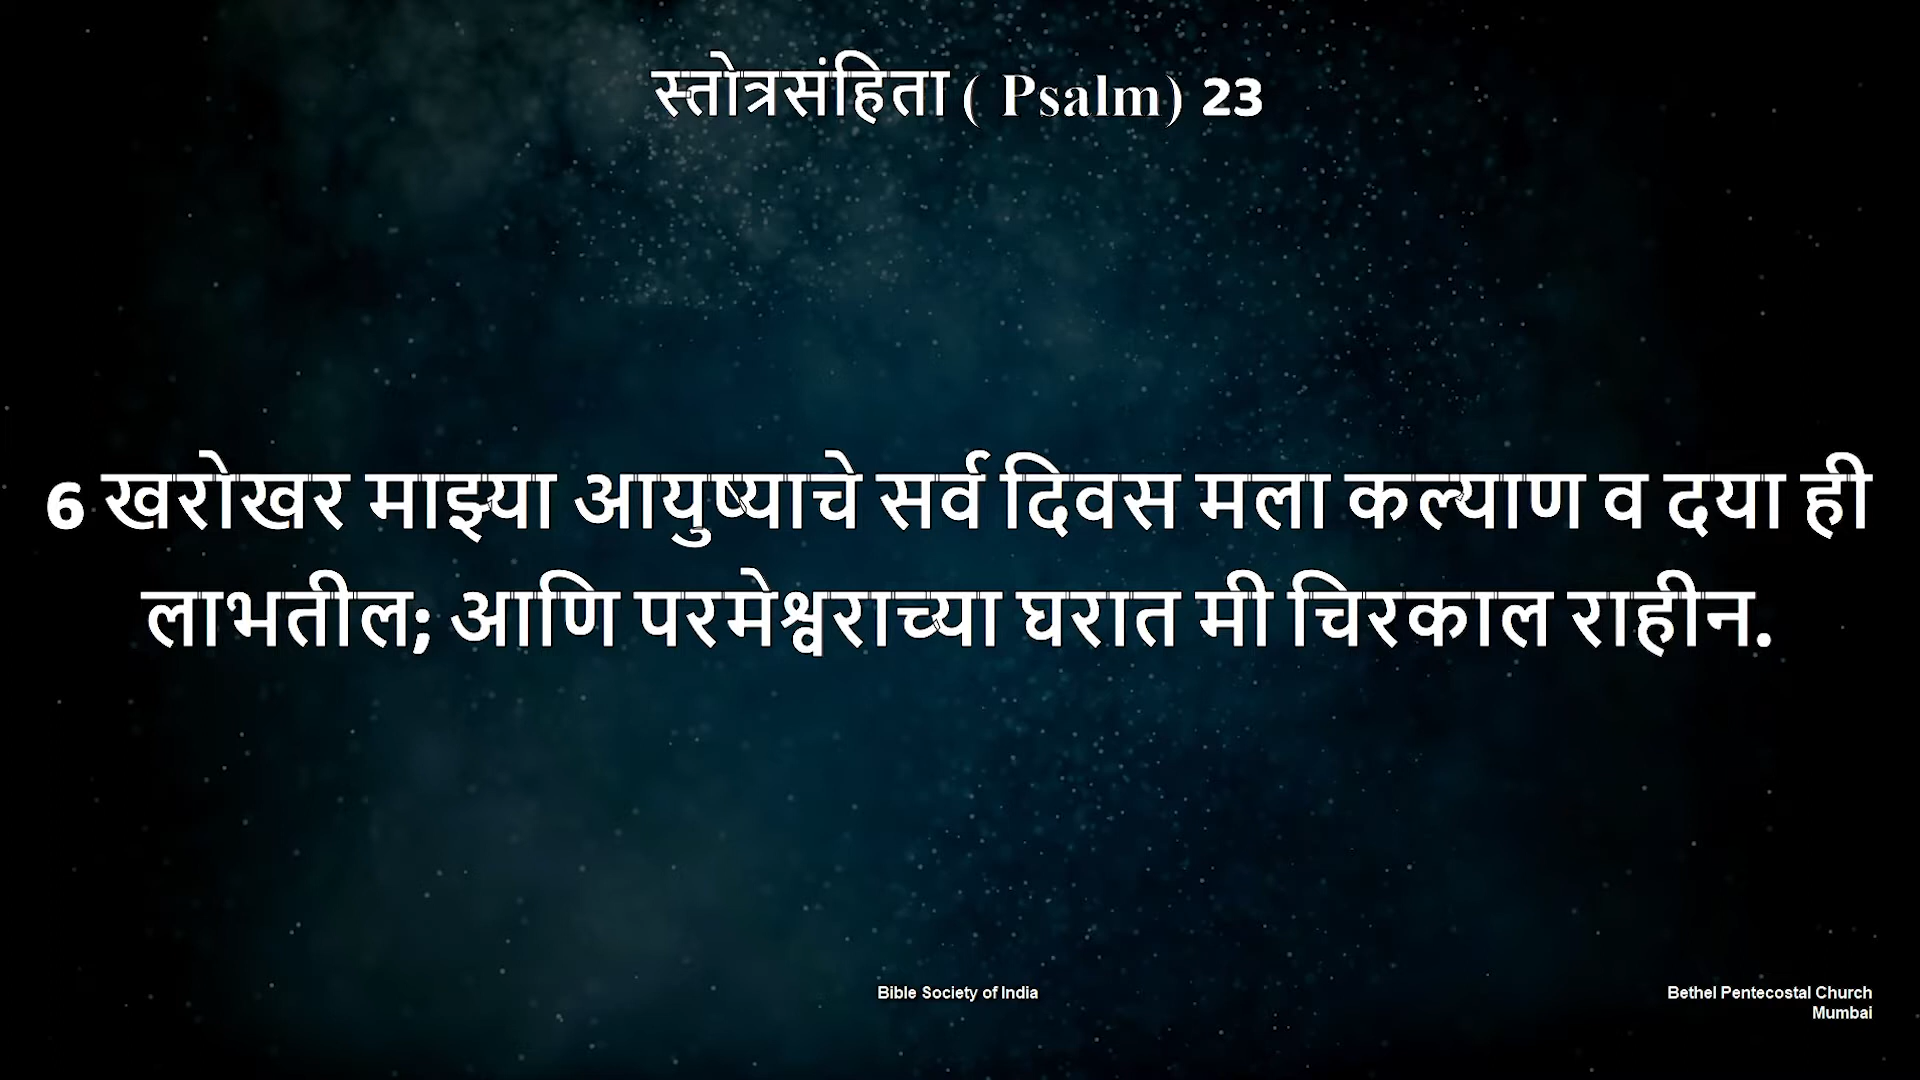 स्तोत्रसंहिता ( Psalm) 23
6 खरोखर माझ्या आयुष्याचे सर्व दिवस मला कल्याण व दया ही
लाभतील; आणि परमेश्वराच्या घरात मी चिरकाल राहीन.
Bible Society of India
Bethel Pentecostal Church
Mumbai